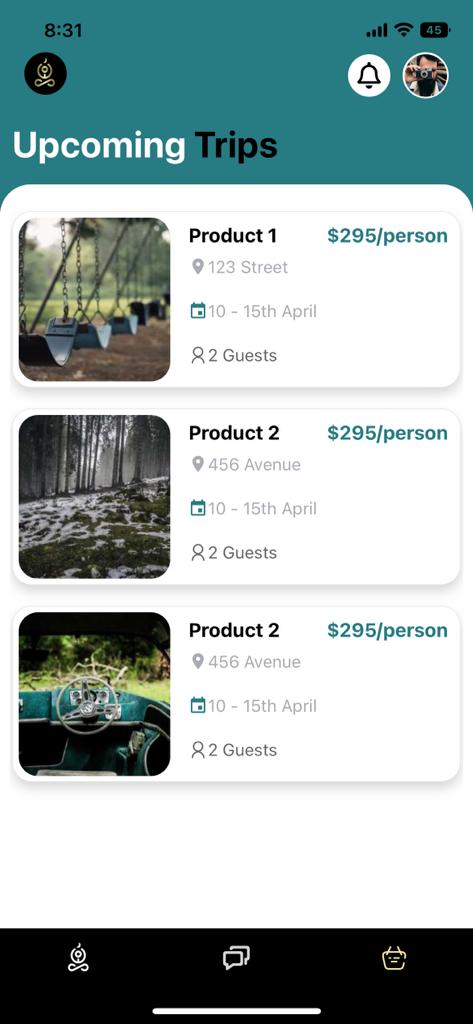 8:31
45
Upcoming Trips
Product 1 $295/person
123 Street
10 - 15th April
2 Guests
Product 2 $295/person
456 Avenue
10 - 15th April
2 Guests
Product 2 $295/person
456 Avenue
10 - 15th April
2 Guests